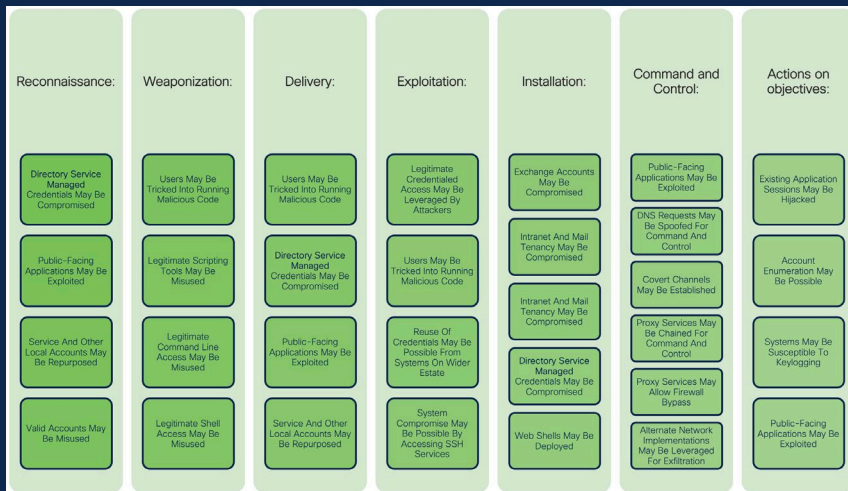 Reconnaissance:
Directory Service
Managed
Credentials May Be
Compromised
Public-Facing
Applications May Be
Exploited
Service And Other
Local Accounts May
Be Repurposed
Valid Accounts May
Be Misused
Weaponization:
Users May Be
Tricked Into Running
Malicious Code
Legitimate Scripting
Tools May Be
Misused
Legitimate
Command Line
Access May Be
Misused
Legitimate Shell
Access May Be
Misused
Delivery:
Users May Be
Tricked Into Running
Malicious Code
Directory Service
Managed
Credentials May Be
Compromised
Public-Facing
Applications May Be
Exploited
Service And Other
Local Accounts May
Be Repurposed
Exploitation:
Legitimate
Credentialed
Access May Be
Leveraged By
Attackers
Users May Be
Tricked Into Running
Malicious Code
Reuse Of
Credentials May Be
Possible From
Systems On Wider
Estate
System
Compromise May
Be Possible By
Accessing SSH
Services
Installation:
Exchange Accounts
May Be
Compromised
Intranet And Mail
Tenancy May Be
Compromised
Intranet And Mail
Tenancy May Be
Compromised
Directory Service
Managed
Credentials May Be
Compromised
Web Shells May Be
Deployed
Command and
Control:
Public-Facing
Applications May Be
Exploited
DNS Requests May
Be Spoofed For
Command And
Control
Covert Channels
May Be Established
Proxy Services May
Be Chained For
Command And
Control
Proxy Services May
Allow Firewall
Bypass
Alternate Network
Implementations
May Be Leveraged
For Exfiltration
Actions on
objectives:
Existing Application
Sessions May Be
Hijacked
Account
Enumeration May
Be Possible
Systems May Be
Susceptible To
Keylogging
Public-Facing
Applications May Be
Exploited